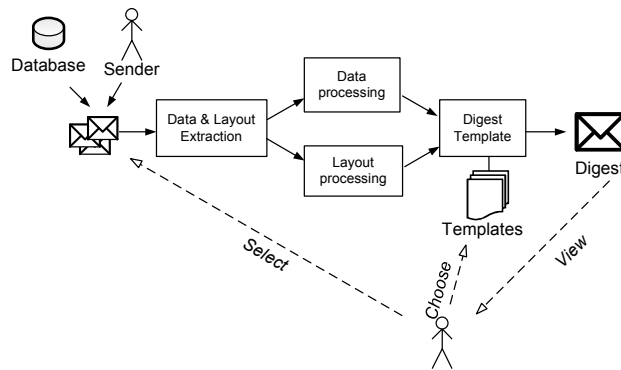 Database
Sender
Data & Layout
Extraction
Data
processing
Layout
processing
Digest
Template
Digest
Templates
Select
Choose
View